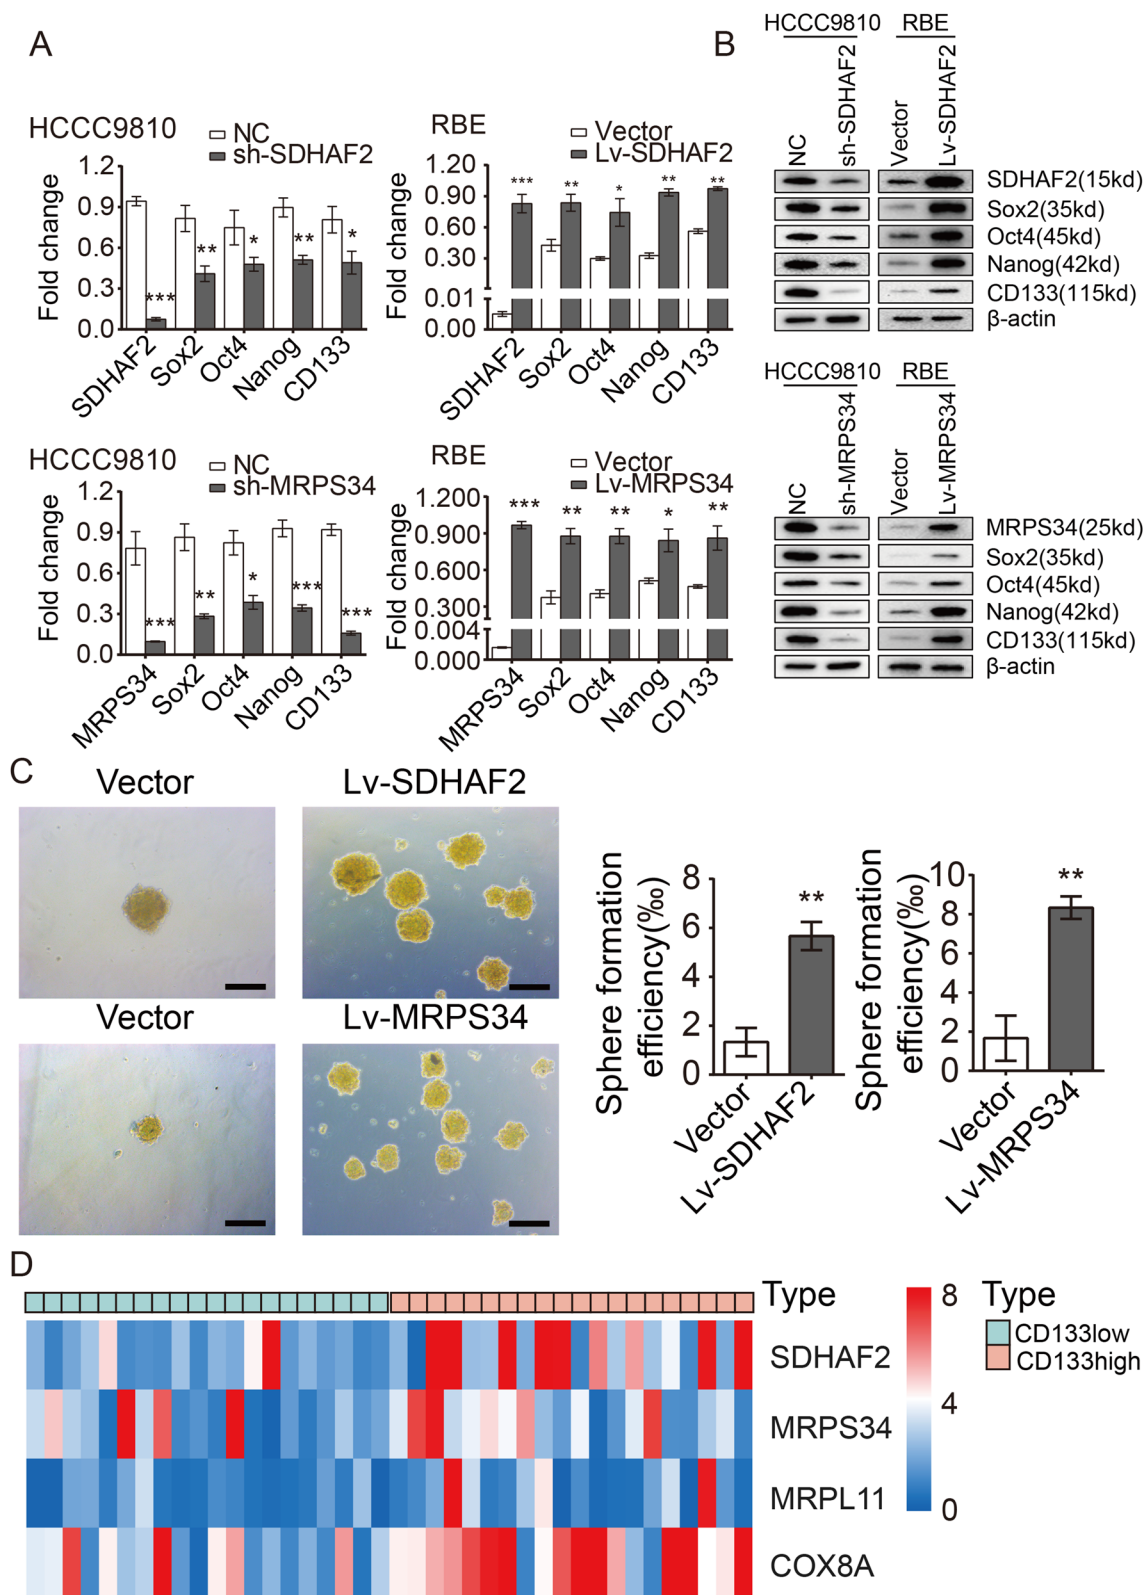 A
HCCC9810
NC
sh-SDHAF2
Fold change
1.2
0.9
0.6
0.3
0.0
***
**
*
**
*
SDHAF2
Sox2
Oct4
Nanog
CD133
RBE
Vector
Lv-SDHAF2
Fold change
1.20
0.90
0.60
0.30
0.01
0.00
***
**
*
**
**
SDHAF2
Sox2
Oct4
Nanog
CD133
HCCC9810
NC
sh-MRPS34
Fold change
1.2
0.9
0.6
0.3
0.0
***
**
*
***
***
MRPS34
Sox2
Oct4
Nanog
CD133
RBE
Vector
Lv-MRPS34
Fold change
1.200
0.900
0.600
0.300
0.004
0.000
***
**
**
*
**
MRPS34
Sox2
Oct4
Nanog
CD133
B
HCCC9810 RBE
NC
sh-SDHAF2
Vector
Lv-SDHAF2
SDHAF2(15kd)
Sox2(35kd)
Oct4(45kd)
Nanog(42kd)
CD133(115kd)
β-actin
HCCC9810 RBE
NC
sh-MRPS34
Vector
Lv-MRPS34
MRPS34(25kd)
Sox2(35kd)
Oct4(45kd)
Nanog(42kd)
CD133(115kd)
β-actin
C
Vector
Lv-SDHAF2
Vector
Lv-MRPS34
Sphere formation
efficiency(‰)
8
6
4
2
0
**
Vector
Lv-SDHAF2
Sphere formation
efficiency(‰)
10
8
6
4
2
0
**
Vector
Lv-MRPS34
D
Type
SDHAF2
MRPS34
MRPL11
COX8A
8
4
0
Type
CD133low
CD133high